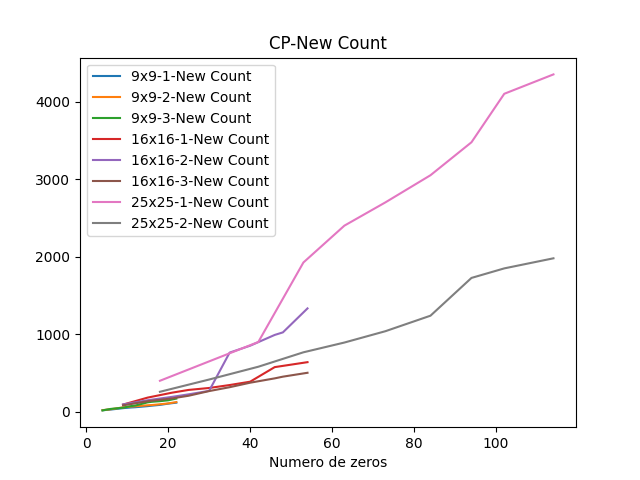 CP-New Count
9x9-1-New Count
9x9-2-New Count
9x9-3-New Count
16x16-1-New Count
16x16-2-New Count
16x16-3-New Count
25x25-1-New Count
25x25-2-New Count
4000
3000
2000
1000
0
0 20 40 60 80 100
Numero de zeros